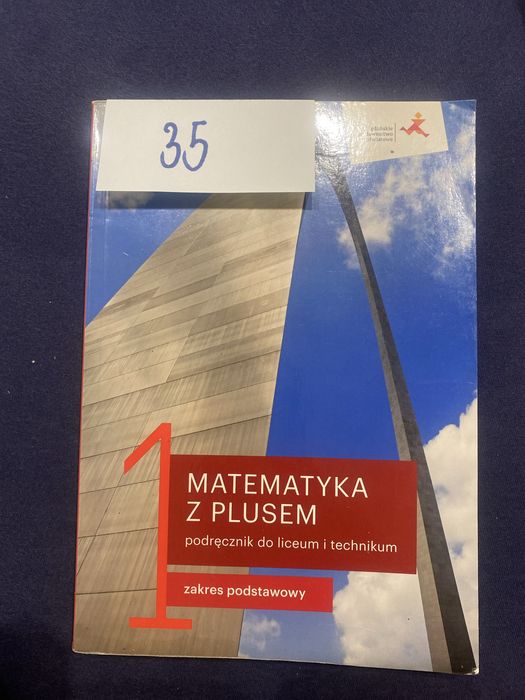 35
MATEMATYKA
Z PLUSEM
podręcznik do liceum i technikum
zakres podstawowy
1